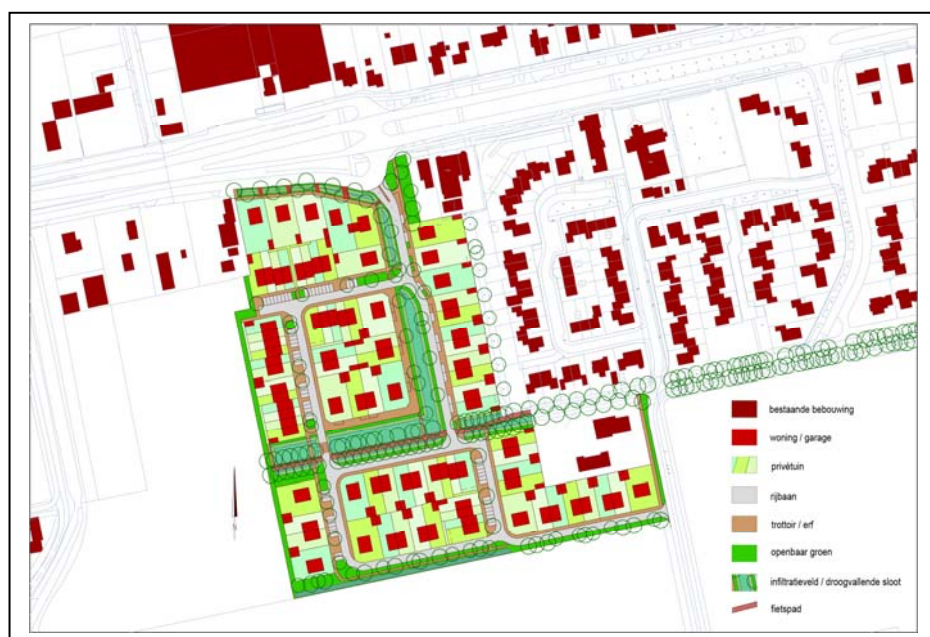 bestaande bebouwing
woning / garage
privétuin
rijbaan
trottoir / erf
openbaar groen
infiltratieveld / droogvallende sloot
fietspad